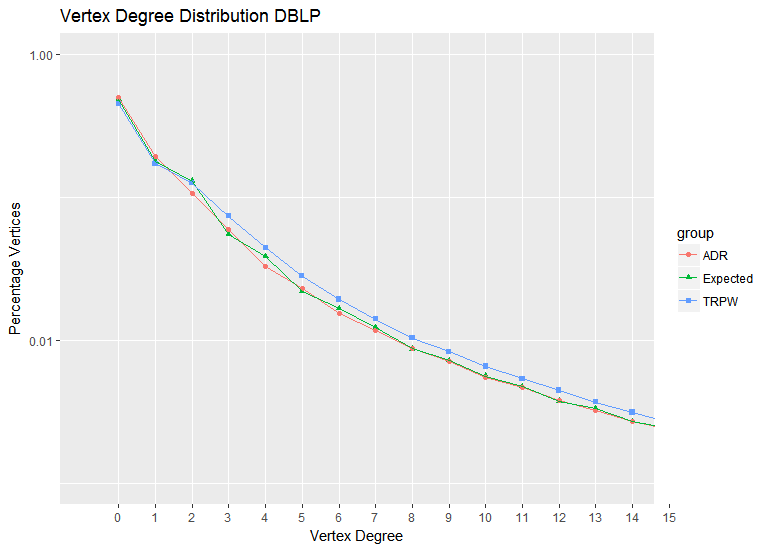 Vertex Degree Distribution DBLP
1.00
0.01
Percentage Vertices
0 1 2 3 4 5 6 7 8 9 10 11 12 13 14 15
Vertex Degree
group
ADR
Expected
TRPW